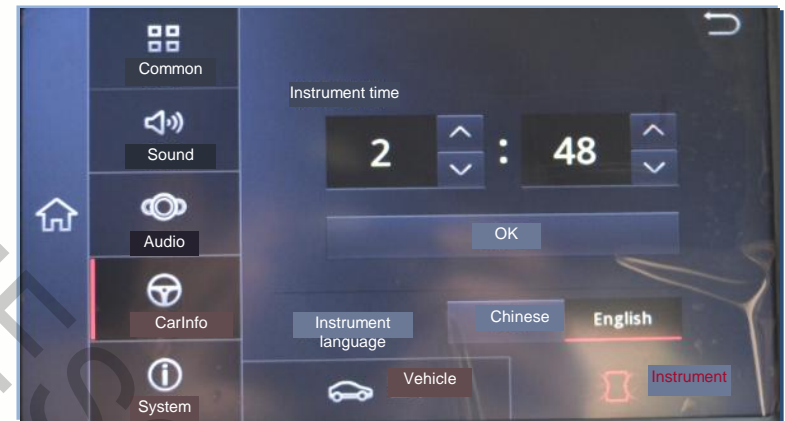 Common
Sound
Audio
CarInfo
System
Instrument time
2 : 48
OK
Instrument
language
Chinese
English
Vehicle
Instrument